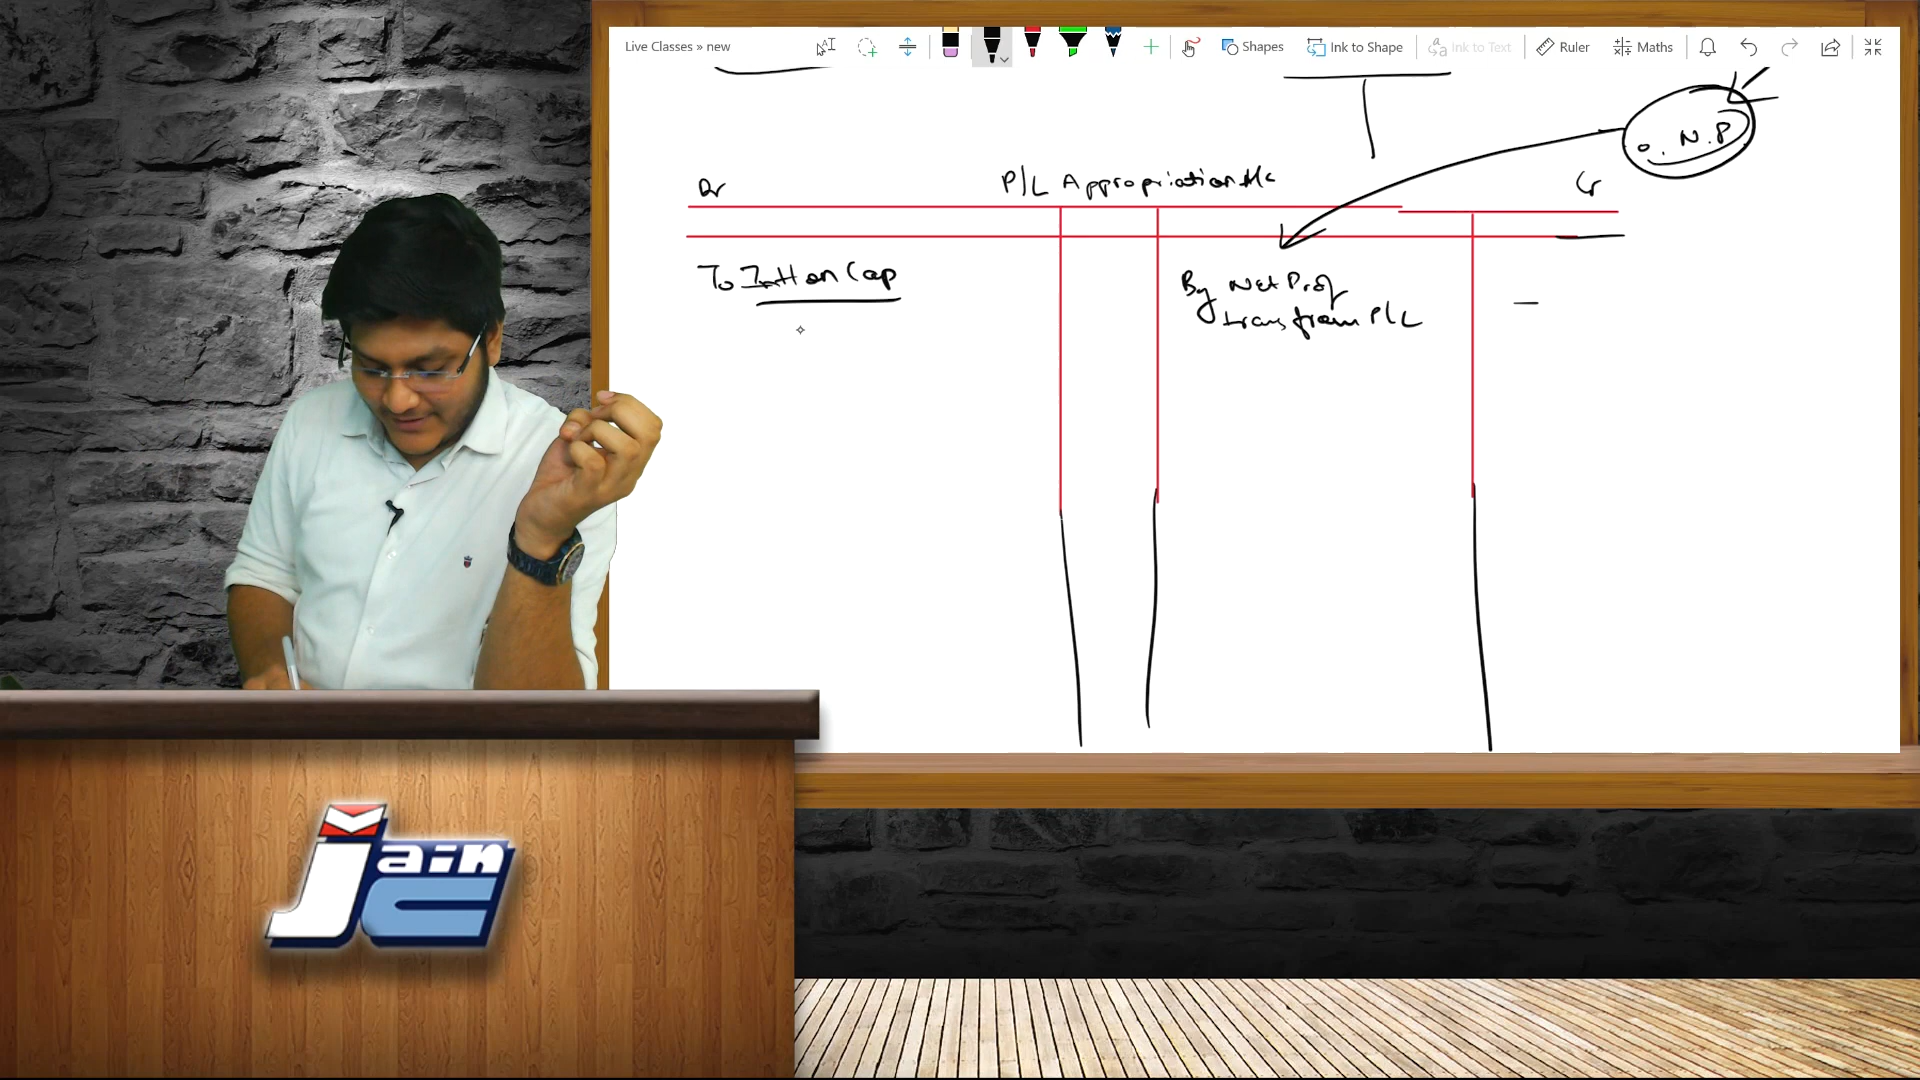 Live Classes » new
Shapes
Ink to Shape
Ink to Text
Ruler
Maths
o. N.P
Dr
P/L Appropriation A/c
Cr
To Intt on Cap
By Net Prof
trans from P/L
Jain